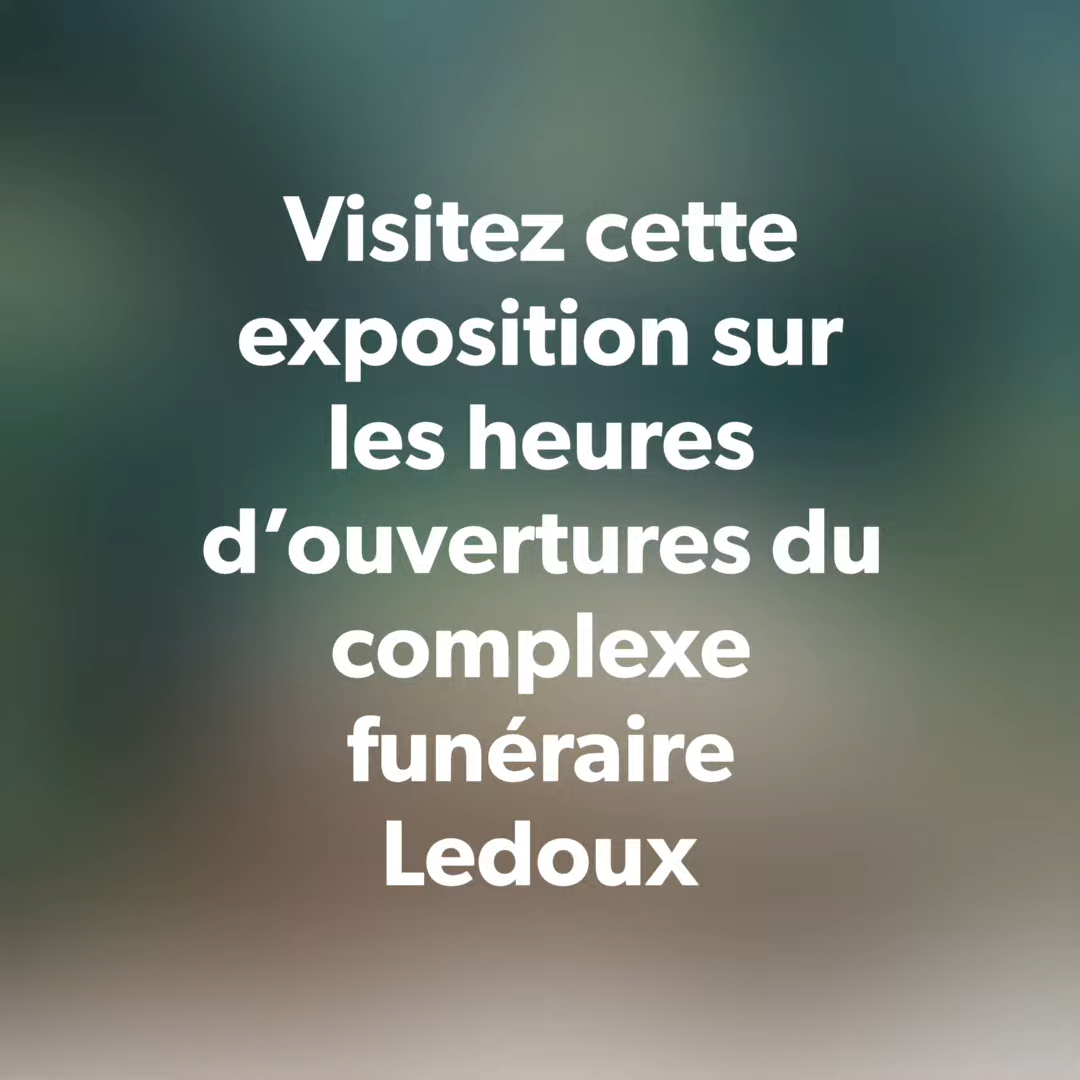 Visitez cette
exposition sur
les heures
d’ouvertures du
complexe
funéraire
Ledoux